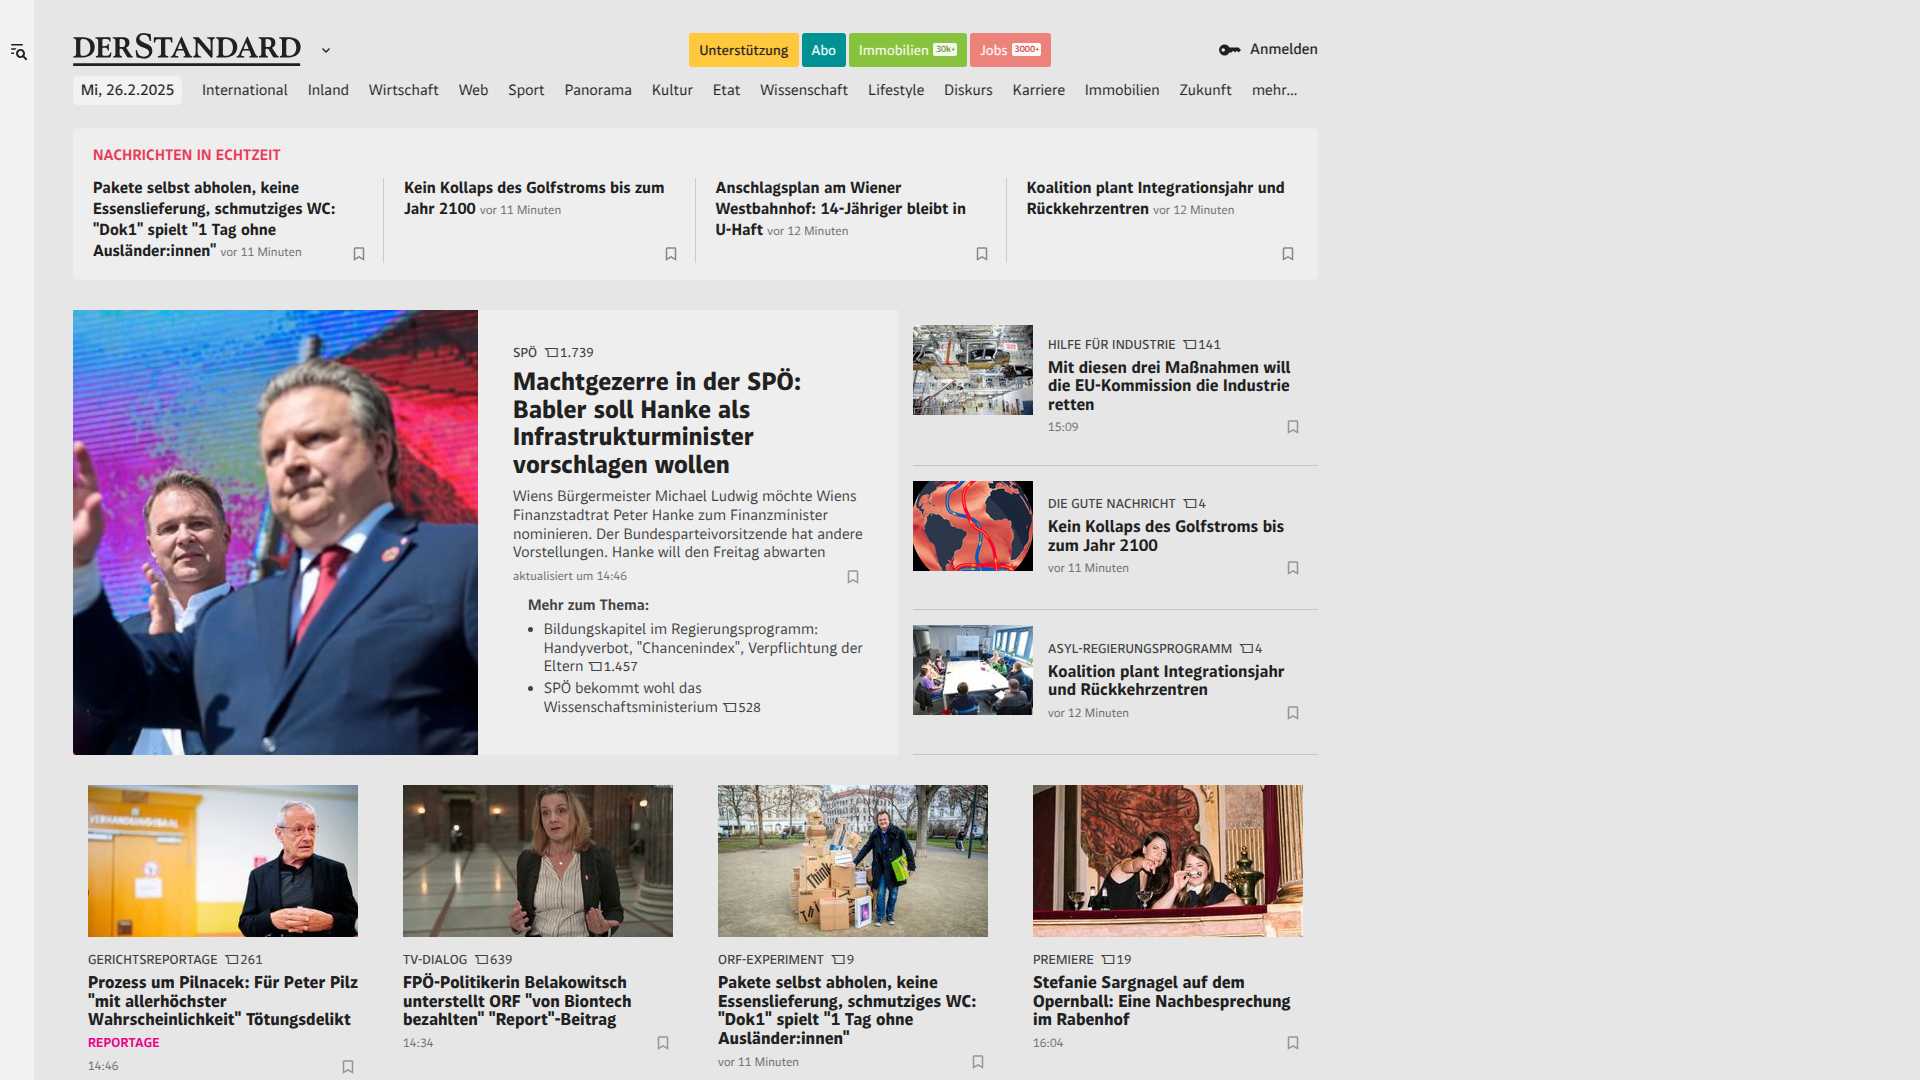 DERSTANDARD
Unterstützung
Abo
Immobilien 30k+
Jobs 3000+
Anmelden
Mi, 26.2.2025
International
Inland
Wirtschaft
Web
Sport
Panorama
Kultur
Etat
Wissenschaft
Lifestyle
Diskurs
Karriere
Immobilien
Zukunft
mehr...
NACHRICHTEN IN ECHTZEIT
Pakete selbst abholen, keine
Essenslieferung, schmutziges WC:
"Dok1" spielt "1 Tag ohne
Ausländer:innen" vor 11 Minuten
Kein Kollaps des Golfstroms bis zum
Jahr 2100 vor 11 Minuten
Anschlagsplan am Wiener
Westbahnhof: 14-Jähriger bleibt in
U-Haft vor 12 Minuten
Koalition plant Integrationsjahr und
Rückkehrzentren vor 12 Minuten
SPÖ 1.739
Machtgezerre in der SPÖ:
Babler soll Hanke als
Infrastrukturminister
vorschlagen wollen
Wiens Bürgermeister Michael Ludwig möchte Wiens
Finanzstadtrat Peter Hanke zum Finanzminister
nominieren. Der Bundesparteivorsitzende hat andere
Vorstellungen. Hanke will den Freitag abwarten
aktualisiert um 14:46
Mehr zum Thema:
• Bildungskapitel im Regierungsprogramm:
Handyverbot, "Chancenindex", Verpflichtung der
Eltern 1.457
• SPÖ bekommt wohl das
Wissenschaftsministerium 528
HILFE FÜR INDUSTRIE 141
Mit diesen drei Maßnahmen will
die EU-Kommission die Industrie
retten
15:09
DIE GUTE NACHRICHT 4
Kein Kollaps des Golfstroms bis
zum Jahr 2100
vor 11 Minuten
ASYL-REGIERUNGSPROGRAMM 4
Koalition plant Integrationsjahr
und Rückkehrzentren
vor 12 Minuten
VERHANDLUNGSSAAL
GERICHTSREPORTAGE 261
Prozess um Pilnacek: Für Peter Pilz
"mit allerhöchster
Wahrscheinlichkeit" Tötungsdelikt
REPORTAGE
14:46
TV-DIALOG 639
FPÖ-Politikerin Belakowitsch
unterstellt ORF "von Biontech
bezahlten" "Report"-Beitrag
14:34
Think
ORF-EXPERIMENT 9
Pakete selbst abholen, keine
Essenslieferung, schmutziges WC:
"Dok1" spielt "1 Tag ohne
Ausländer:innen"
vor 11 Minuten
PREMIERE 19
Stefanie Sargnagel auf dem
Opernball: Eine Nachbesprechung
im Rabenhof
16:04